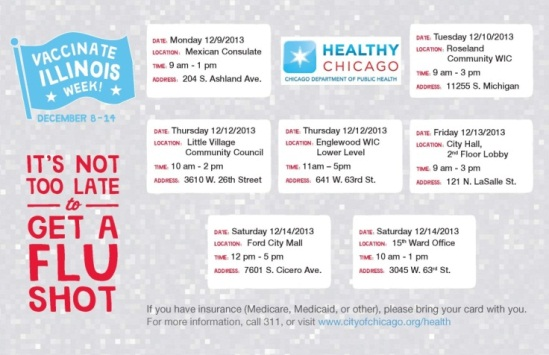 VACCINATE
ILLINOIS
WEEK!
DECEMBER 8-14
IT'S NOT
TOO LATE
to
GET A
FLU
SHOT
DATE: Monday 12/9/2013
LOCATION: Mexican Consulate
TIME: 9 am - 1 pm
ADDRESS: 204 S. Ashland Ave.
HEALTHY
CHICAGO
CHICAGO DEPARTMENT OF PUBLIC HEALTH
DATE: Tuesday 12/10/2013
LOCATION: Roseland
Community WIC
TIME: 9 am - 3 pm
ADDRESS: 11255 S. Michigan
DATE: Thursday 12/12/2013
LOCATION: Little Village
Community Council
TIME: 10 am - 2 pm
ADDRESS: 3610 W. 26th Street
DATE: Thursday 12/12/2013
LOCATION: Englewood WIC
Lower Level
TIME: 11am – 5pm
ADDRESS: 641 W. 63rd St.
DATE: Friday 12/13/2013
LOCATION: City Hall,
2nd Floor Lobby
TIME: 9 am - 3 pm
ADDRESS: 121 N. LaSalle St.
DATE: Saturday 12/14/2013
LOCATION: Ford City Mall
TIME: 12 pm - 5 pm
ADDRESS: 7601 S. Cicero Ave.
DATE: Saturday 12/14/2013
LOCATION: 15th Ward Office
TIME: 10 am - 1 pm
ADDRESS: 3045 W. 63rd St.
If you have insurance (Medicare, Medicaid, or other), please bring your card with you.
For more information, call 311, or visit www.cityofchicago.org/health